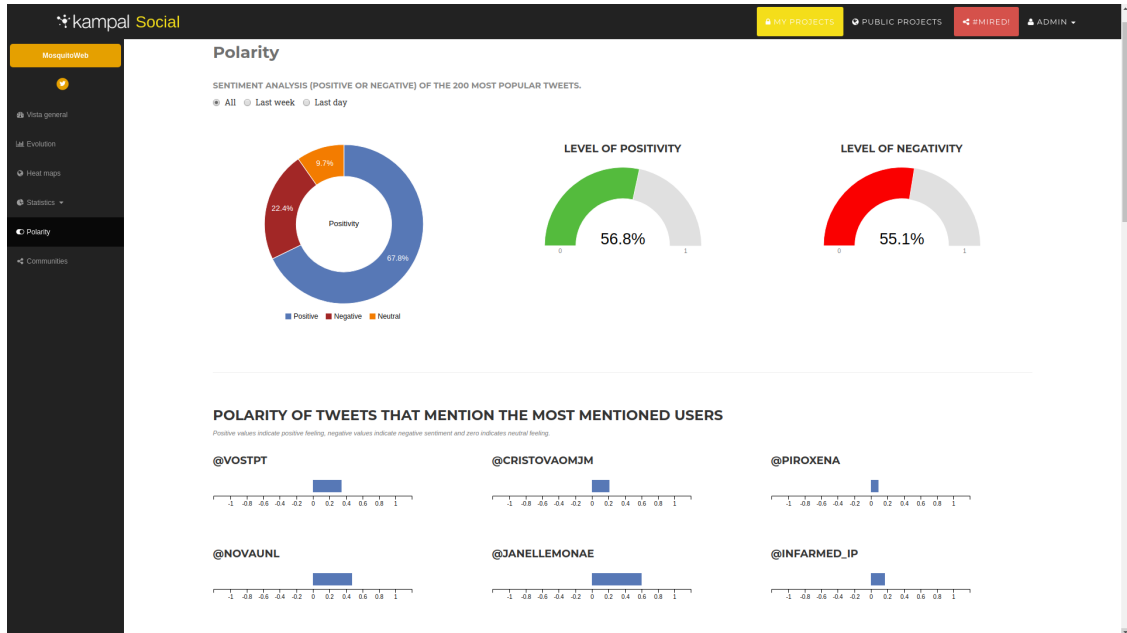 kampal Social
MY PROJECTS
PUBLIC PROJECTS
#MIRED!
ADMIN
MosquitoWeb
Vista general
Evolution
Heat maps
Statistics
Polarity
Communities
Polarity
SENTIMENT ANALYSIS (POSITIVE OR NEGATIVE) OF THE 200 MOST POPULAR TWEETS.
All Last week Last day
9.7%
22.4%
Positivity
67.8%
Positive Negative Neutral
LEVEL OF POSITIVITY
56.8%
0 1
LEVEL OF NEGATIVITY
55.1%
0 1
POLARITY OF TWEETS THAT MENTION THE MOST MENTIONED USERS
Positive values indicate positive feeling, negative values indicate negative sentiment and zero indicates neutral feeling.
@VOSTPT
-1 -0.8 -0.6 -0.4 -0.2 0 0.2 0.4 0.6 0.8 1
@CRISTOVAOMJM
-1 -0.8 -0.6 -0.4 -0.2 0 0.2 0.4 0.6 0.8 1
@PIROXENA
-1 -0.8 -0.6 -0.4 -0.2 0 0.2 0.4 0.6 0.8 1
@NOVAUNL
-1 -0.8 -0.6 -0.4 -0.2 0 0.2 0.4 0.6 0.8 1
@JANELLEMONAE
-1 -0.8 -0.6 -0.4 -0.2 0 0.2 0.4 0.6 0.8 1
@INFARMED_IP
-1 -0.8 -0.6 -0.4 -0.2 0 0.2 0.4 0.6 0.8 1